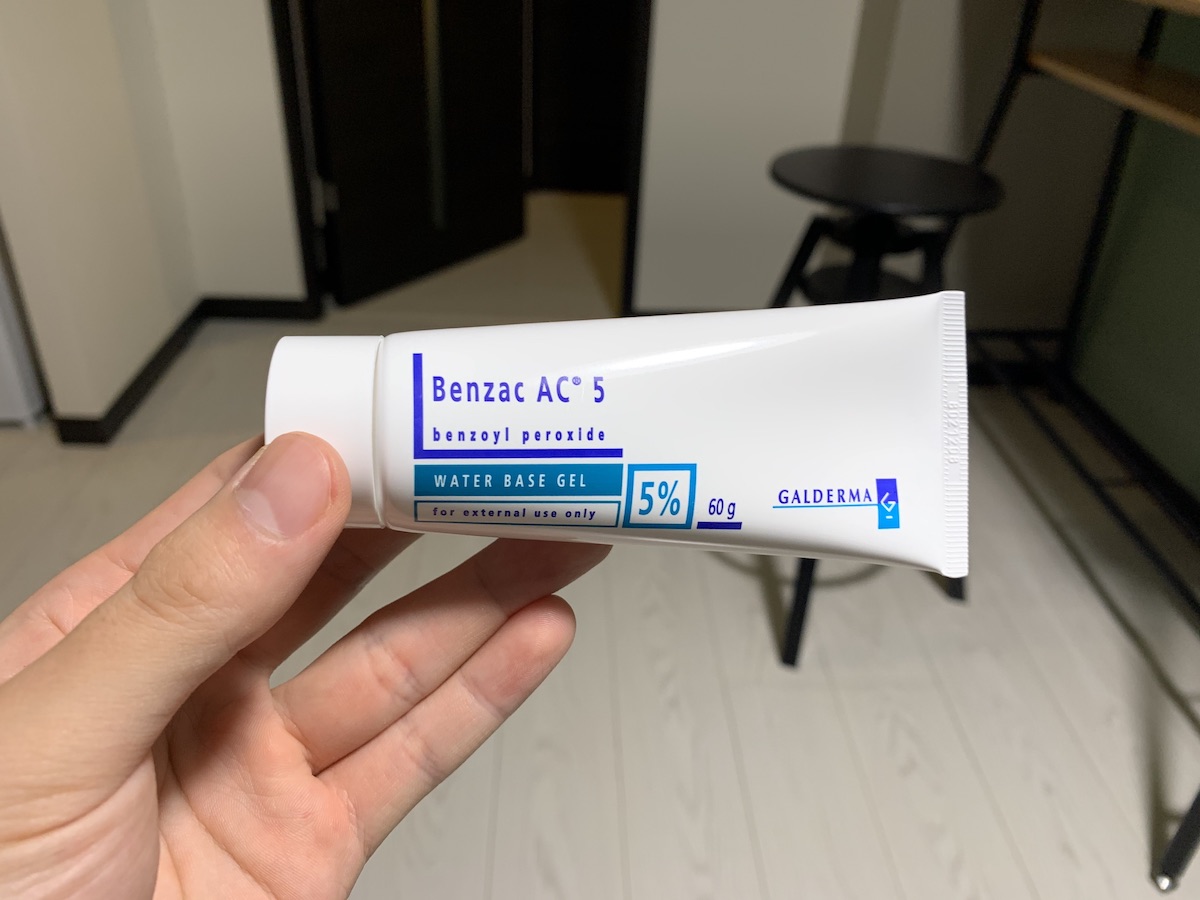 Benzac AC® 5
benzoyl peroxide
WATER BASE GEL
for external use only
5%
60 g
GALDERMA